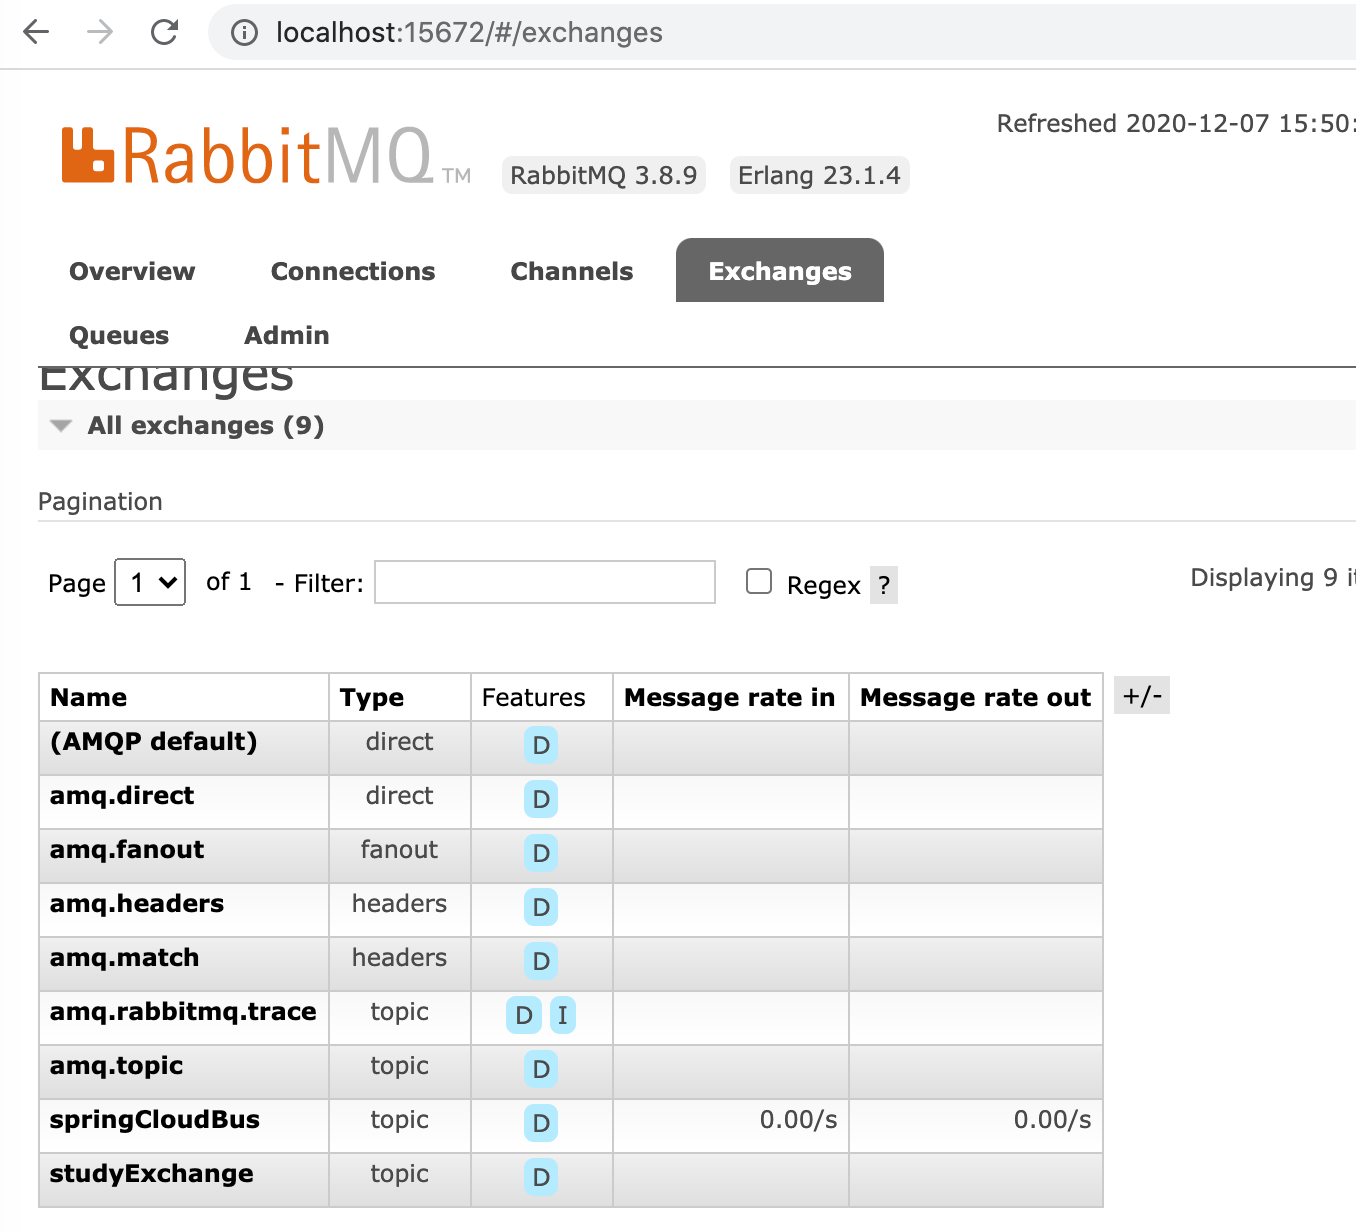 localhost:15672/#/exchanges
Refreshed 2020-12-07 15:50:
RabbitMQ TM RabbitMQ 3.8.9 Erlang 23.1.4
Overview Connections Channels Exchanges
Queues Admin
Exchanges
All exchanges (9)
Pagination
Page 1 of 1 - Filter: Regex ? Displaying 9 it
Name Type Features Message rate in Message rate out +/-
(AMQP default) direct D
amq.direct direct D
amq.fanout fanout D
amq.headers headers D
amq.match headers D
amq.rabbitmq.trace topic D I
amq.topic topic D
springCloudBus topic D 0.00/s 0.00/s
studyExchange topic D